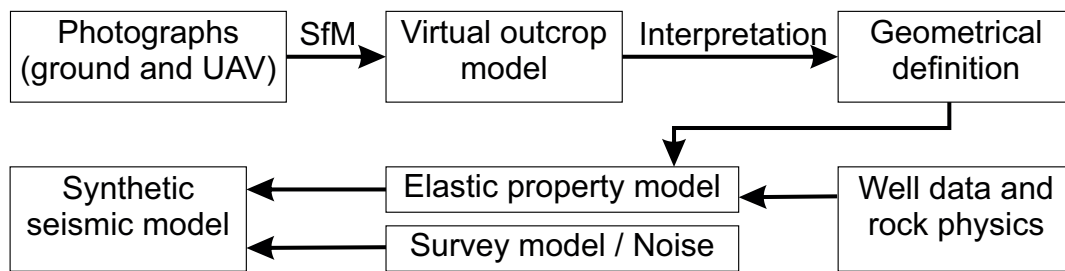 Photographs
(ground and UAV)
SfM
Virtual outcrop
model
Interpretation
Geometrical
definition
Synthetic
seismic model
Elastic property model
Well data and
rock physics
Survey model / Noise